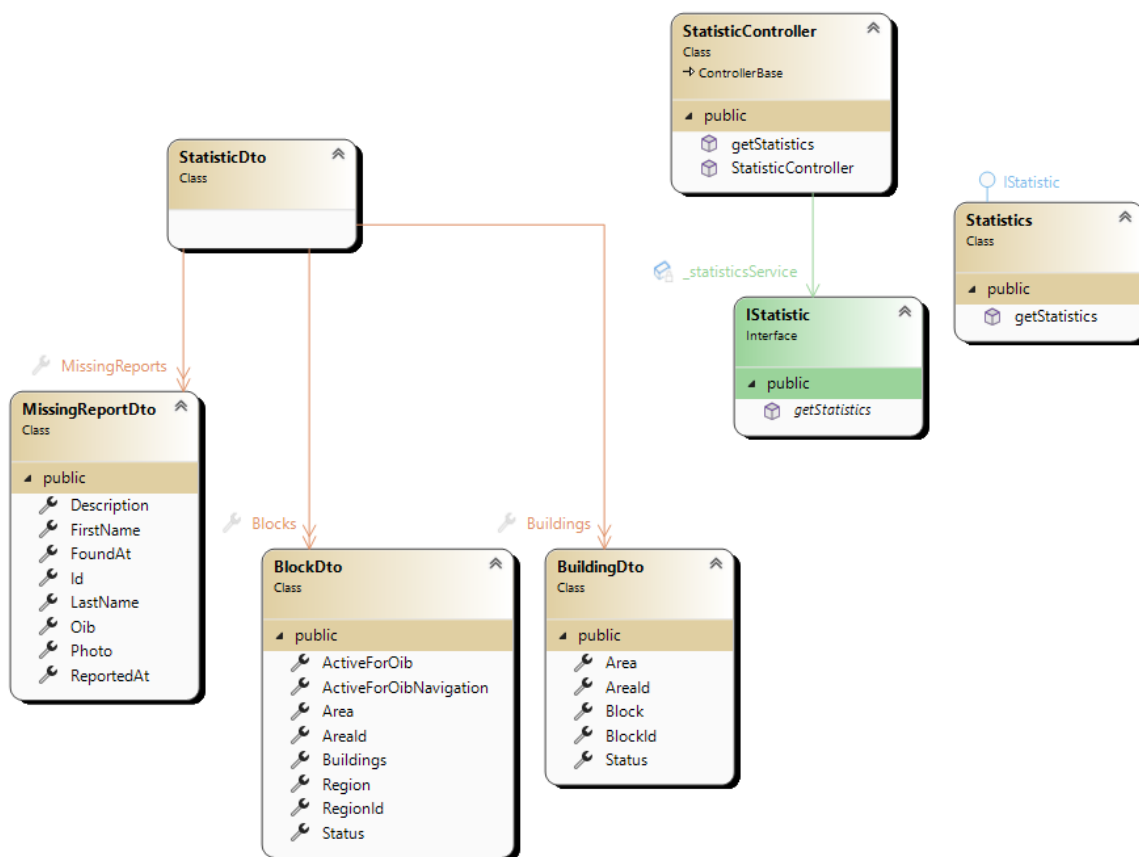 StatisticController
Class
ControllerBase
public
getStatistics
StatisticController
StatisticDto
Class
IStatistic
Statistics
Class
public
getStatistics
_statisticsService
IStatistic
Interface
public
getStatistics
MissingReports
MissingReportDto
Class
public
Description
FirstName
FoundAt
Id
LastName
Oib
Photo
ReportedAt
Blocks
BlockDto
Class
public
ActiveForOib
ActiveForOibNavigation
Area
AreaId
Buildings
Region
RegionId
Status
Buildings
BuildingDto
Class
public
Area
AreaId
Block
BlockId
Status